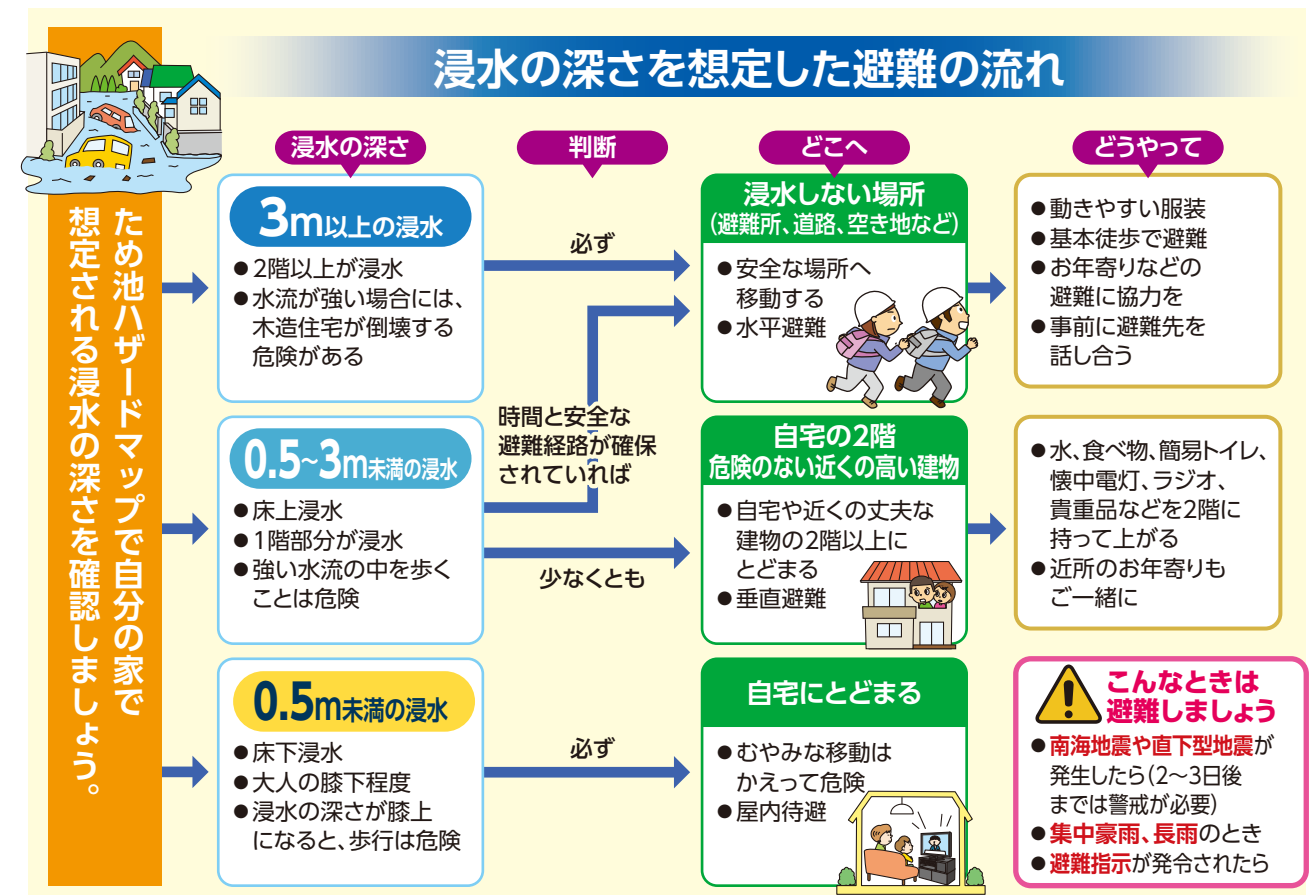 浸水の深さを想定した避難の流れ
ため池ハザードマップで自分の家で
想定される浸水の深さを確認しましょう。
浸水の深さ
判断
どこへ
どうやって
3m以上の浸水
●2階以上が浸水
●水流が強い場合には、
木造住宅が倒壊する
危険がある
必ず
浸水しない場所
(避難所、道路、空き地など)
●安全な場所へ
移動する
●水平避難
●動きやすい服装
●基本徒歩で避難
●お年寄りなどの
避難に協力を
●事前に避難先を
話し合う
0.5~3m未満の浸水
●床上浸水
●1階部分が浸水
●強い水流の中を歩く
ことは危険
時間と安全な
避難経路が確保
されていれば
少なくとも
自宅の2階
危険のない近くの高い建物
●自宅や近くの丈夫な
建物の2階以上に
とどまる
●垂直避難
●水、食べ物、簡易トイレ、
懐中電灯、ラジオ、
貴重品などを2階に
持って上がる
●近所のお年寄りも
ご一緒に
0.5m未満の浸水
●床下浸水
●大人の膝下程度
●浸水の深さが膝上
になると、歩行は危険
必ず
自宅にとどまる
●むやみな移動は
かえって危険
●屋内待避
こんなときは
避難しましょう
●南海地震や直下型地震が
発生したら(2～3日後
までは警戒が必要)
●集中豪雨、長雨のとき
●避難指示が発令されたら